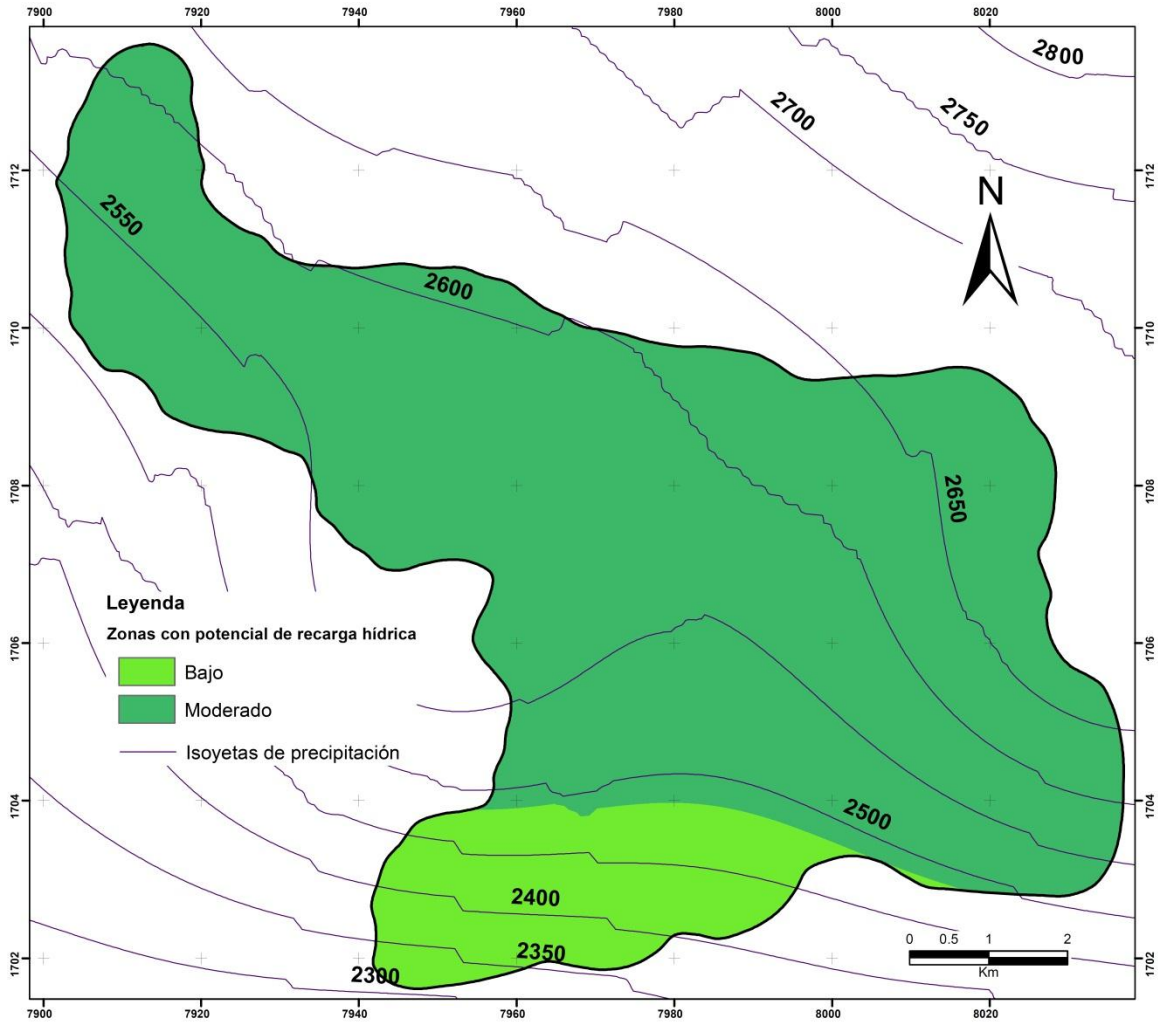 7900 7920 7940 7960 7980 8000 8020
2800
2750
2700
N
1712 1712
2550
2600
1710 1710
1708 1708
2650
Leyenda
Zonas con potencial de recarga hídrica
1706 1706
Bajo
Moderado
Isoyetas de precipitación
1704 1704
2500
2400
0 0.5 1 2
Km
2350
1702 1702
2300
7900 7920 7940 7960 7980 8000 8020